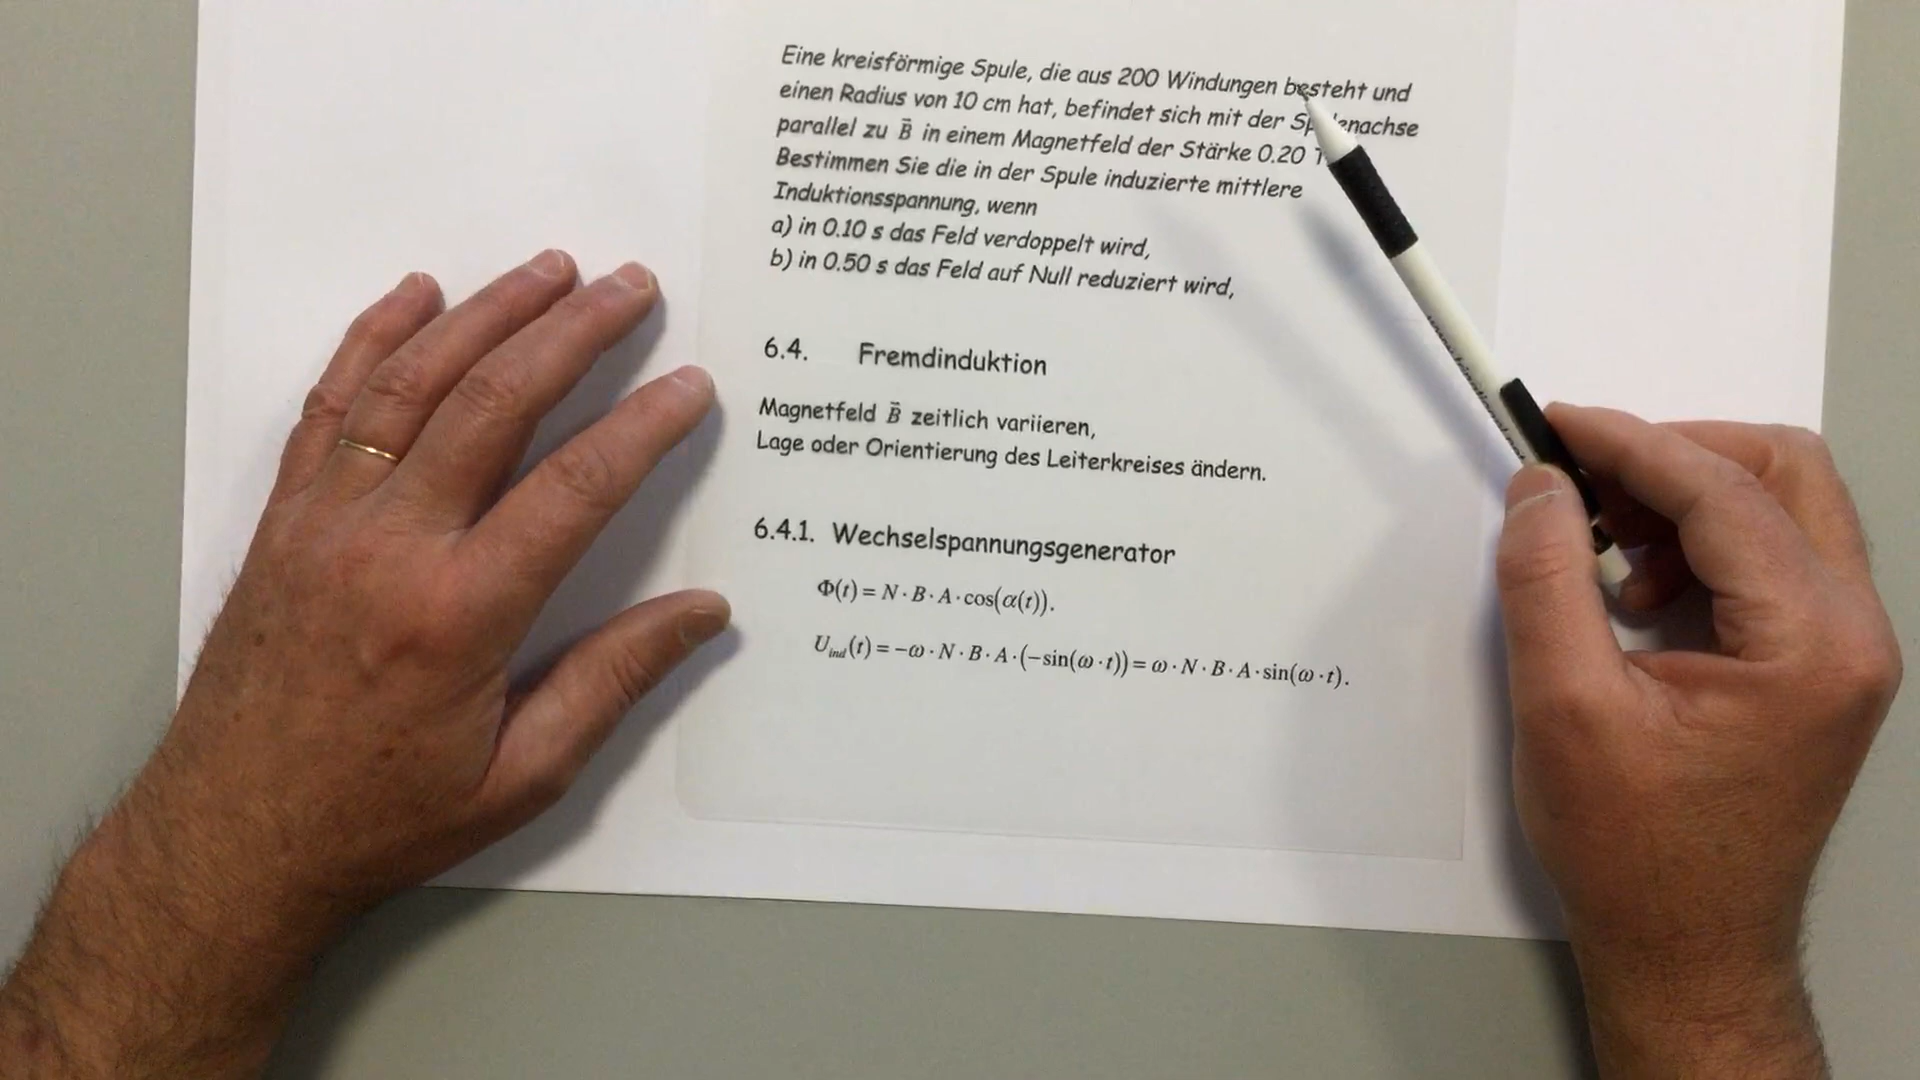 Eine kreisförmige Spule, die aus 200 Windungen besteht und
einen Radius von 10 cm hat, befindet sich mit der Spulenachse
parallel zu B⃗ in einem Magnetfeld der Stärke 0.20 T.
Bestimmen Sie die in der Spule induzierte mittlere
Induktionsspannung, wenn
a) in 0.10 s das Feld verdoppelt wird,
b) in 0.50 s das Feld auf Null reduziert wird,
6.4. Fremdinduktion
Magnetfeld B⃗ zeitlich variieren,
Lage oder Orientierung des Leiterkreises ändern.
6.4.1. Wechselspannungsgenerator
Φ(t) = N · B · A · cos(α(t)).
U_ind(t) = −ω · N · B · A · (−sin(ω · t)) = ω · N · B · A · sin(ω · t).